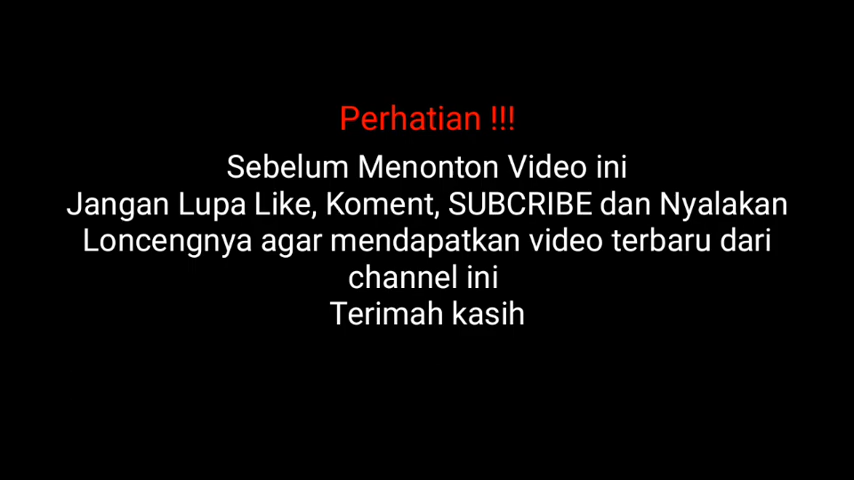 Perhatian !!!
Sebelum Menonton Video ini
Jangan Lupa Like, Koment, SUBCRIBE dan Nyalakan
Loncengnya agar mendapatkan video terbaru dari
channel ini
Terimah kasih